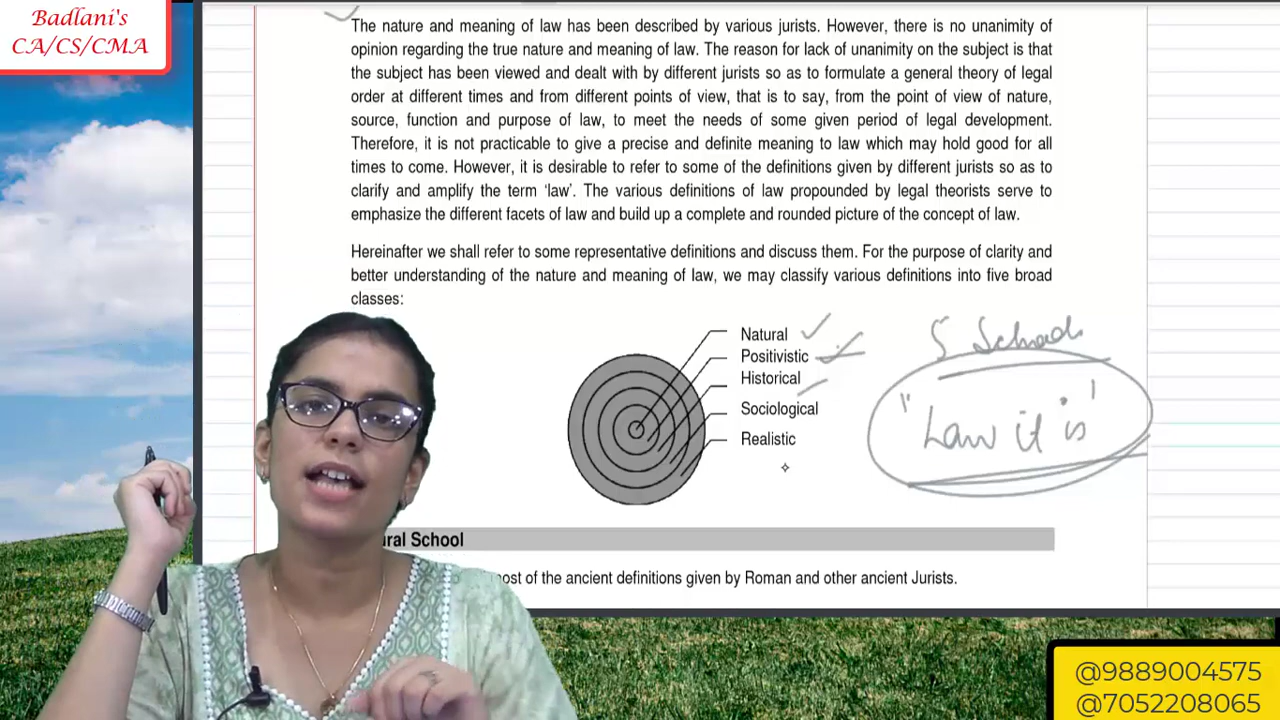 Badlani's
CA/CS/CMA
The nature and meaning of law has been described by various jurists. However, there is no unanimity of
opinion regarding the true nature and meaning of law. The reason for lack of unanimity on the subject is that
the subject has been viewed and dealt with by different jurists so as to formulate a general theory of legal
order at different times and from different points of view, that is to say, from the point of view of nature,
source, function and purpose of law, to meet the needs of some given period of legal development.
Therefore, it is not practicable to give a precise and definite meaning to law which may hold good for all
times to come. However, it is desirable to refer to some of the definitions given by different jurists so as to
clarify and amplify the term ‘law’. The various definitions of law propounded by legal theorists serve to
emphasize the different facets of law and build up a complete and rounded picture of the concept of law.
Hereinafter we shall refer to some representative definitions and discuss them. For the purpose of clarity and
better understanding of the nature and meaning of law, we may classify various definitions into five broad
classes:
Natural
Positivistic
Historical
Sociological
Realistic
5 School
"Law it is"
ural School
ost of the ancient definitions given by Roman and other ancient Jurists.
@9889004575
@7052208065